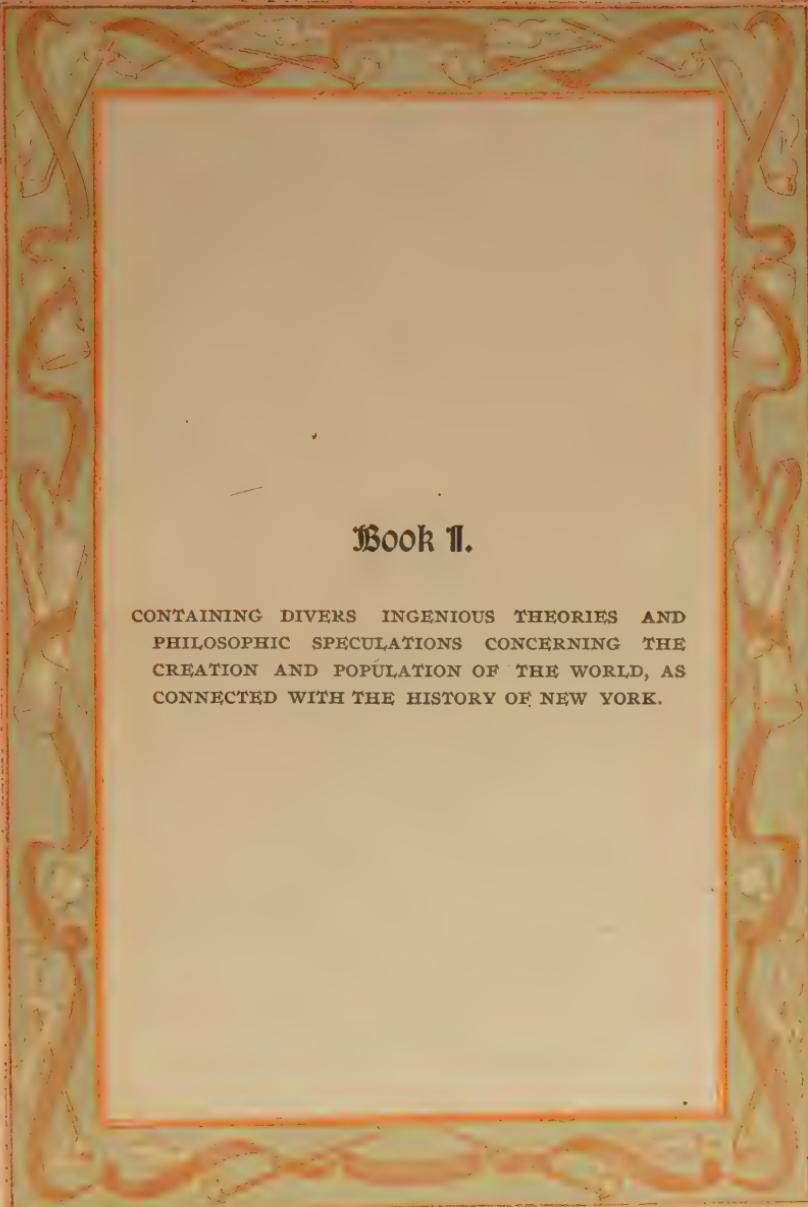 Book I.
CONTAINING DIVERS INGENIOUS THEORIES AND
PHILOSOPHIC SPECULATIONS CONCERNING THE
CREATION AND POPULATION OF THE WORLD, AS
CONNECTED WITH THE HISTORY OF NEW YORK.